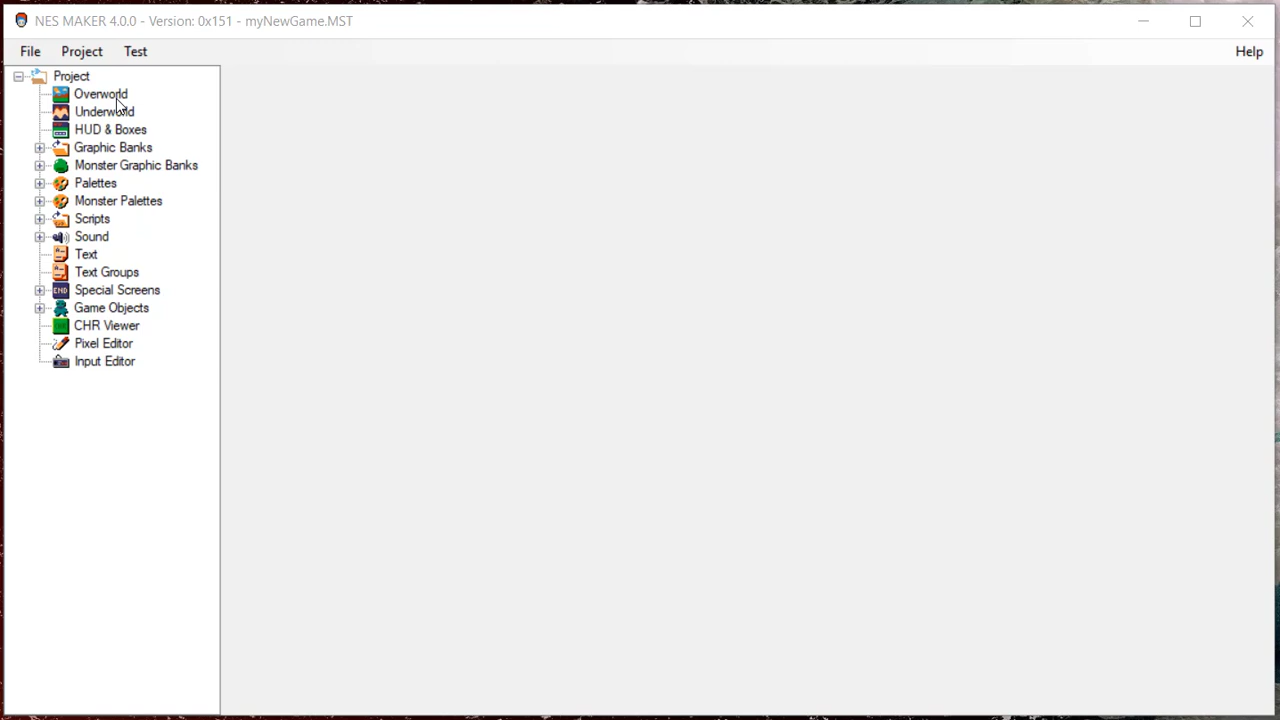 NES MAKER 4.0.0 - Version: 0x151 - myNewGame.MST
File Project Test Help
Project
Overworld
Underworld
HUD & Boxes
Graphic Banks
Monster Graphic Banks
Palettes
Monster Palettes
Scripts
Sound
Text
Text Groups
Special Screens
Game Objects
CHR Viewer
Pixel Editor
Input Editor